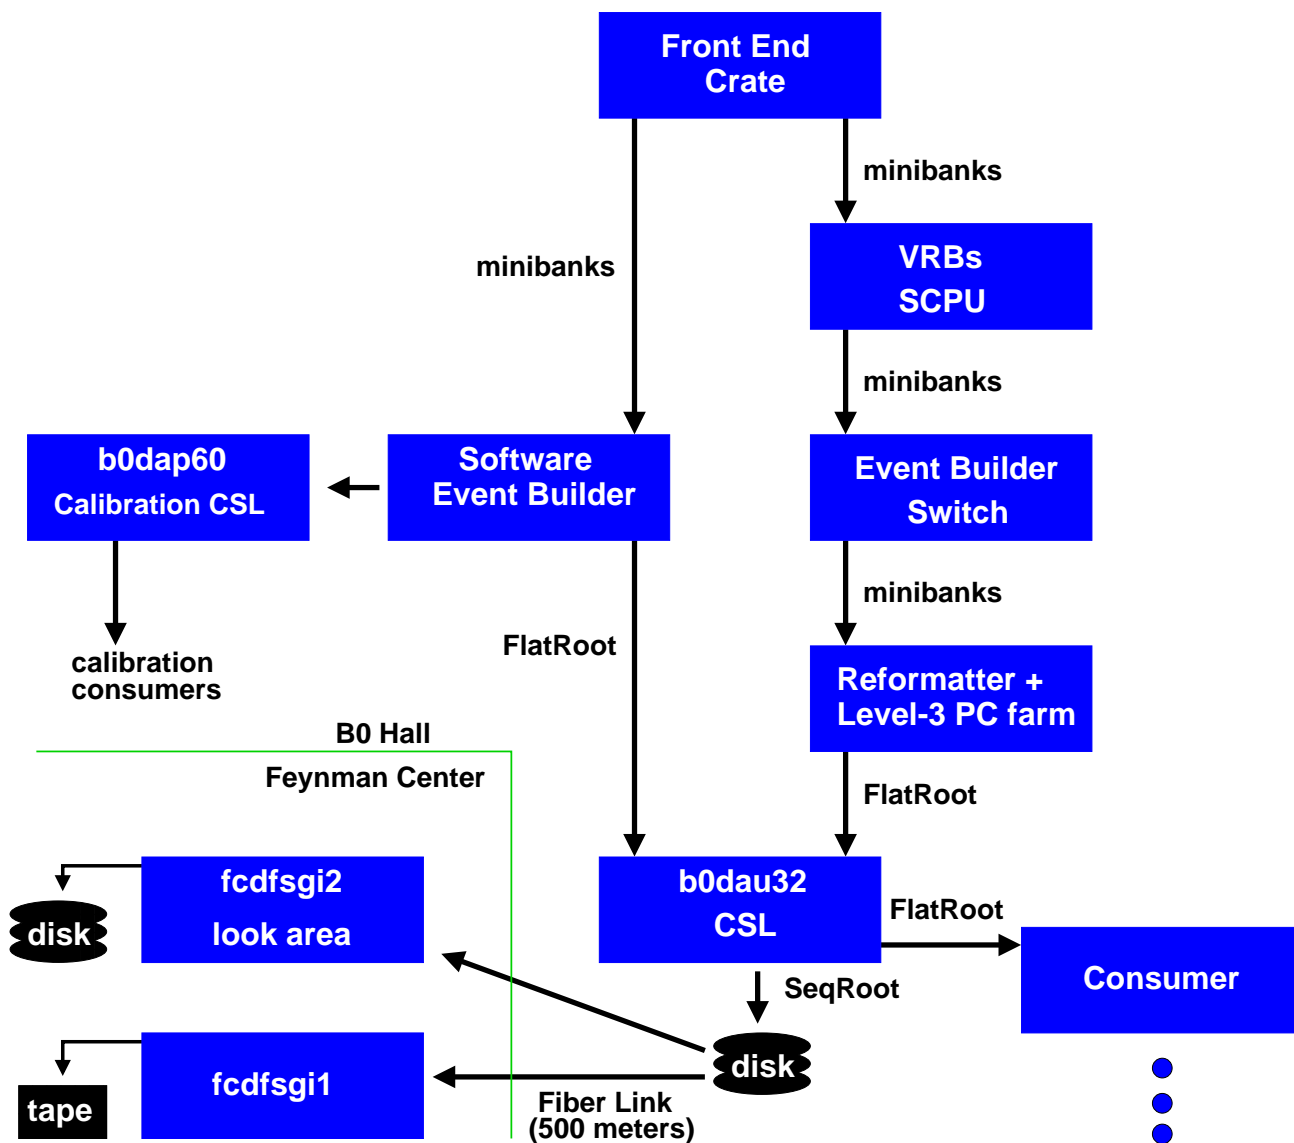 Front End
Crate
minibanks
VRBs
SCPU
minibanks
minibanks
b0dap60
Calibration CSL
Software
Event Builder
Event Builder
Switch
minibanks
FlatRoot
calibration
consumers
Reformatter +
Level-3 PC farm
B0 Hall
Feynman Center
FlatRoot
fcdfsgi2
look area
disk
b0dau32
CSL
FlatRoot
Consumer
SeqRoot
disk
fcdfsgi1
tape
Fiber Link
(500 meters)